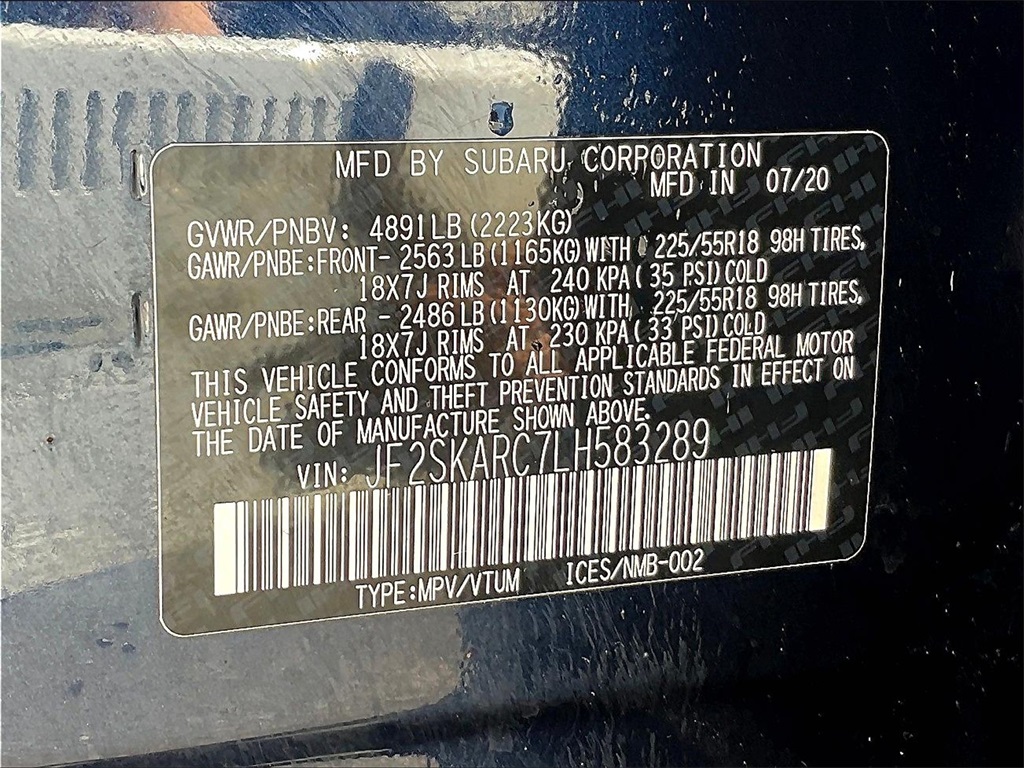 MFD BY SUBARU CORPORATION
MFD IN 07/20
GVWR/PNBV: 4891LB (2223KG)
GAWR/PNBE:FRONT- 2563 LB (1165KG) WITH 225/55R18 98H TIRES,
18X7J RIMS AT 240 KPA ( 35 PSI) COLD
GAWR/PNBE:REAR - 2486 LB (1130KG) WITH, 225/55R18 98H TIRES,
18X7J RIMS AT 230 KPA ( 33 PSI) COLD
THIS VEHICLE CONFORMS TO ALL APPLICABLE FEDERAL MOTOR
VEHICLE SAFETY AND THEFT PREVENTION STANDARDS IN EFFECT ON
THE DATE OF MANUFACTURE SHOWN ABOVE.
VIN: JF2SKARC7LH583289
TYPE:MPV/VTUM ICES/NMB-002